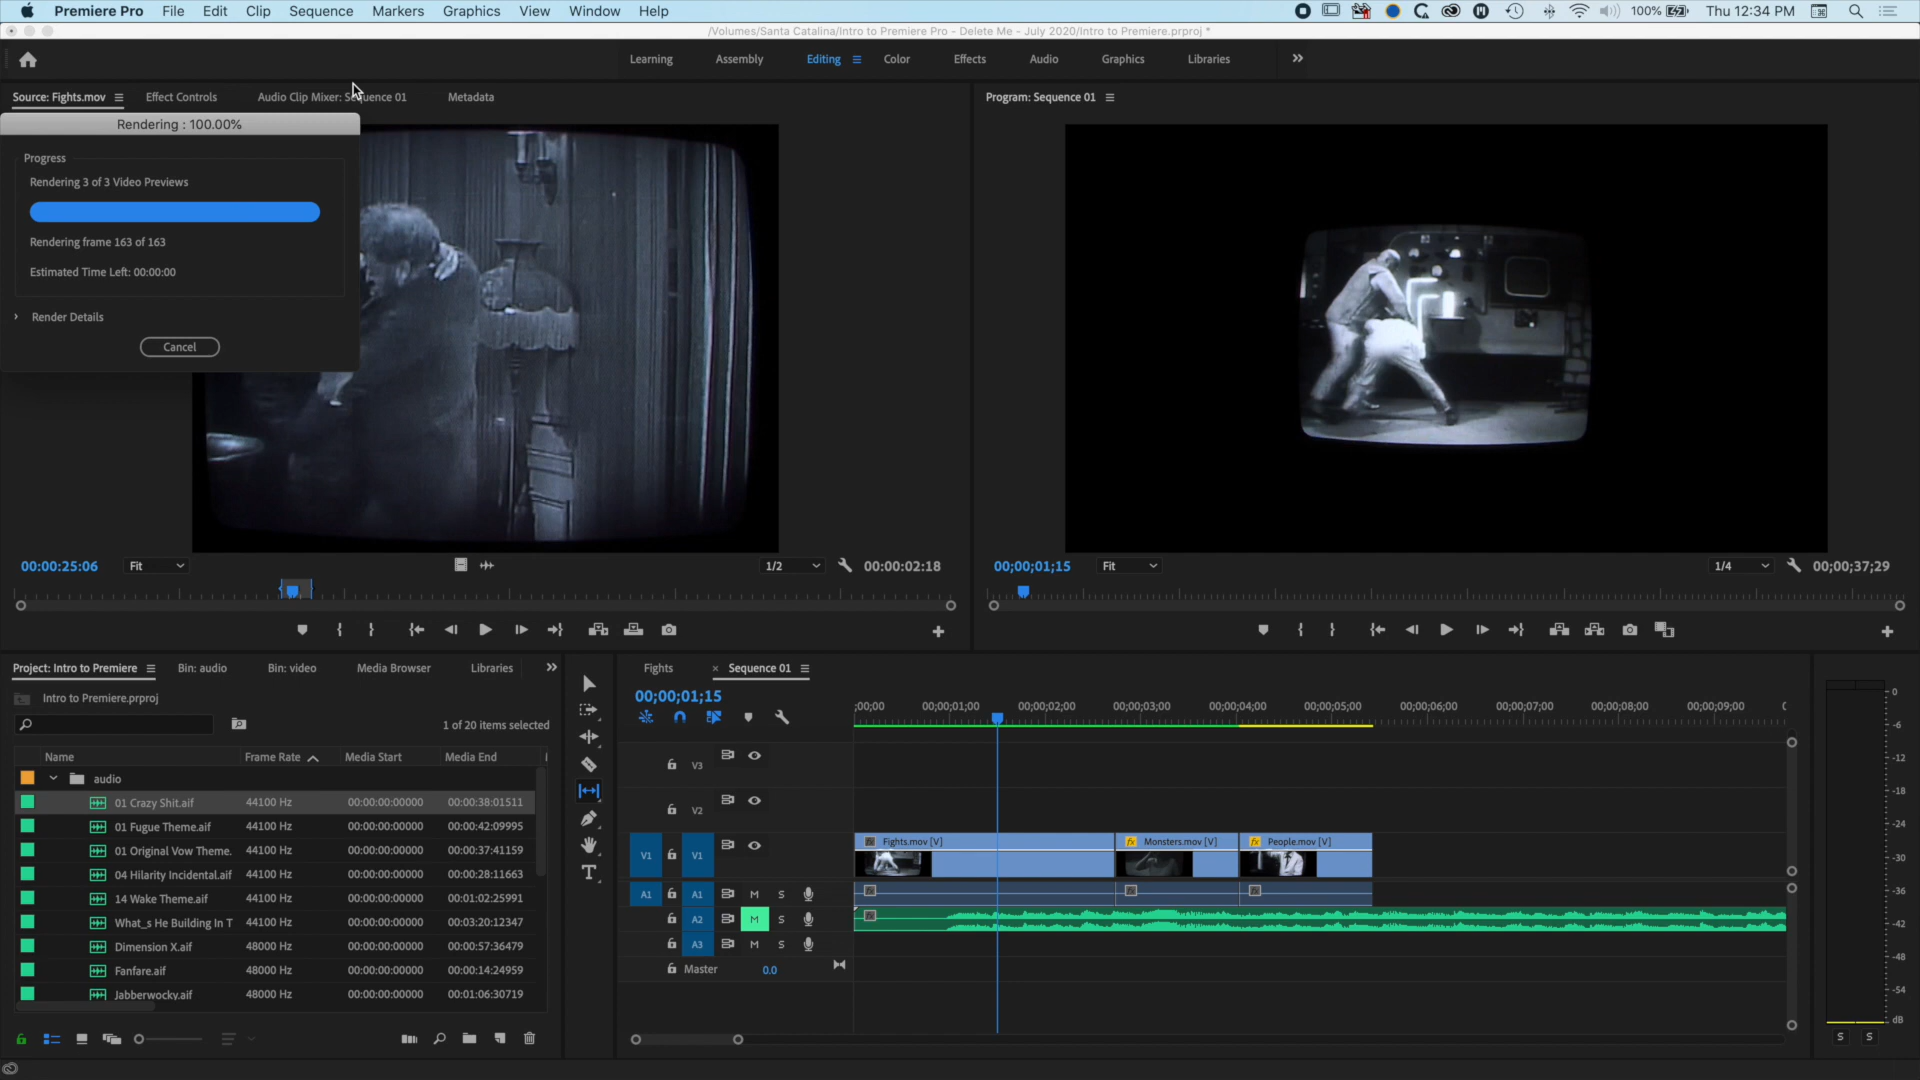 Premiere Pro File Edit Clip Sequence Markers Graphics View Window Help 100% Thu 12:34 PM
/Volumes/Santa Catalina/Intro to Premiere Pro - Delete Me - July 2020/Intro to Premiere.prproj *
Learning Assembly Editing Color Effects Audio Graphics Libraries
Source: Fights.mov Effect Controls Audio Clip Mixer: Sequence 01 Metadata
Program: Sequence 01
Rendering : 100.00%
Progress
Rendering 3 of 3 Video Previews
Rendering frame 163 of 163
Estimated Time Left: 00:00:00
Render Details
Cancel
00:00:25:06 Fit 1/2 00:00:02:18
00;00;01;15 Fit 1/4 00;00;37;29
Project: Intro to Premiere Bin: audio Bin: video Media Browser Libraries
Intro to Premiere.prproj
1 of 20 items selected
Name Frame Rate Media Start Media End
audio
01 Crazy Shit.aif 44100 Hz 00:00:00:00000 00:00:38:01511
01 Fugue Theme.aif 44100 Hz 00:00:00:00000 00:00:42:09995
01 Original Vow Theme. 44100 Hz 00:00:00:00000 00:00:37:41159
04 Hilarity Incidental.aif 44100 Hz 00:00:00:00000 00:00:28:11663
14 Wake Theme.aif 44100 Hz 00:00:00:00000 00:01:02:25991
What_s He Building In T 44100 Hz 00:00:00:00000 00:03:20:12347
Dimension X.aif 48000 Hz 00:00:00:00000 00:00:57:36479
Fanfare.aif 48000 Hz 00:00:00:00000 00:00:14:24959
Jabberwocky.aif 48000 Hz 00:00:00:00000 00:01:06:30719
Fights × Sequence 01
00;00;01;15
;00;00 00;00;01;00 00;00;02;00 00;00;03;00 00;00;04;00 00;00;05;00 00;00;06;00 00;00;07;00 00;00;08;00 00;00;09;00
V3
V2
Fights.mov [V] Monsters.mov [V] People.mov [V]
V1 V1
A1 A1 M S
A2 M S
A3 M S
Master 0.0
0
-6
-12
-18
-24
-30
-36
-42
-48
-54
dB
S S